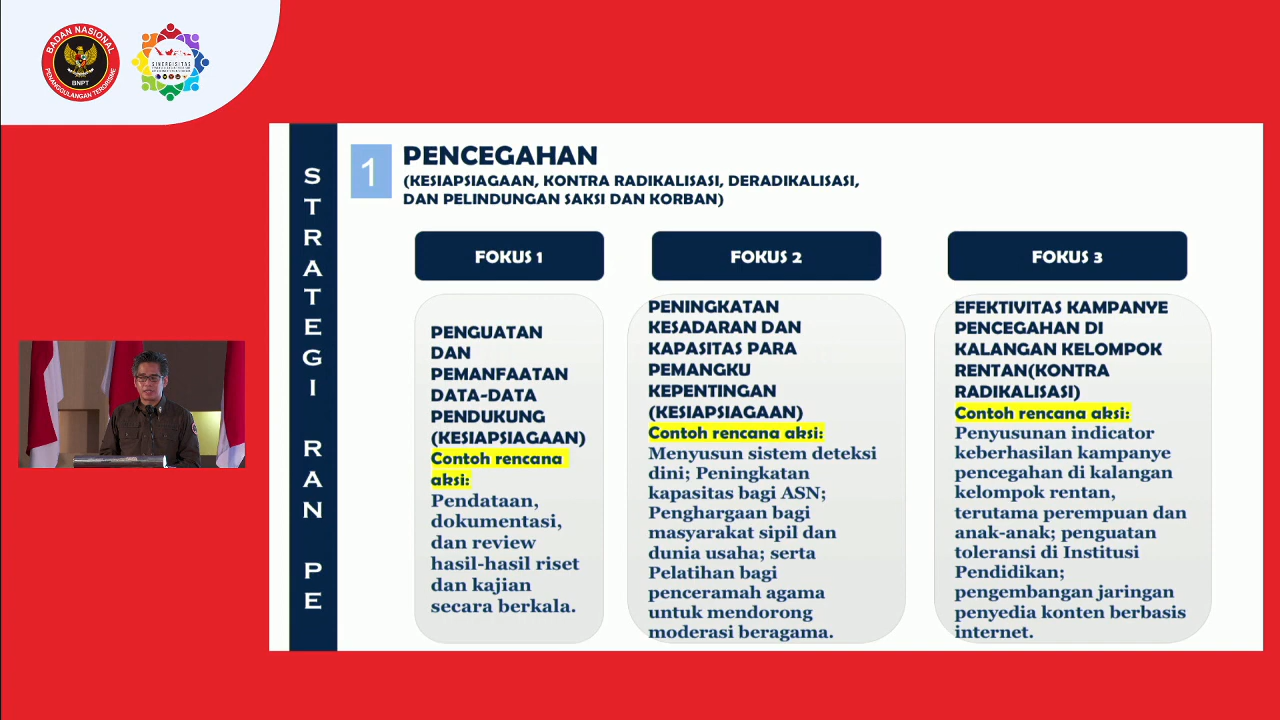 BADAN NASIONAL
BNPT
PENANGGULANGAN TERORISME
SINERGISITAS
STRATEGI RAN PE
1
PENCEGAHAN
(KESIAPSIAGAAN, KONTRA RADIKALISASI, DERADIKALISASI,
DAN PELINDUNGAN SAKSI DAN KORBAN)
FOKUS 1
PENGUATAN
DAN
PEMANFAATAN
DATA-DATA
PENDUKUNG
(KESIAPSIAGAAN)
Contoh rencana
aksi:
Pendataan,
dokumentasi,
dan review
hasil-hasil riset
dan kajian
secara berkala.
FOKUS 2
PENINGKATAN
KESADARAN DAN
KAPASITAS PARA
PEMANGKU
KEPENTINGAN
(KESIAPSIAGAAN)
Contoh rencana aksi:
Menyusun sistem deteksi
dini; Peningkatan
kapasitas bagi ASN;
Penghargaan bagi
masyarakat sipil dan
dunia usaha; serta
Pelatihan bagi
penceramah agama
untuk mendorong
moderasi beragama.
FOKUS 3
EFEKTIVITAS KAMPANYE
PENCEGAHAN DI
KALANGAN KELOMPOK
RENTAN(KONTRA
RADIKALISASI)
Contoh rencana aksi:
Penyusunan indicator
keberhasilan kampanye
pencegahan di kalangan
kelompok rentan,
terutama perempuan dan
anak-anak; penguatan
toleransi di Institusi
Pendidikan;
pengembangan jaringan
penyedia konten berbasis
internet.